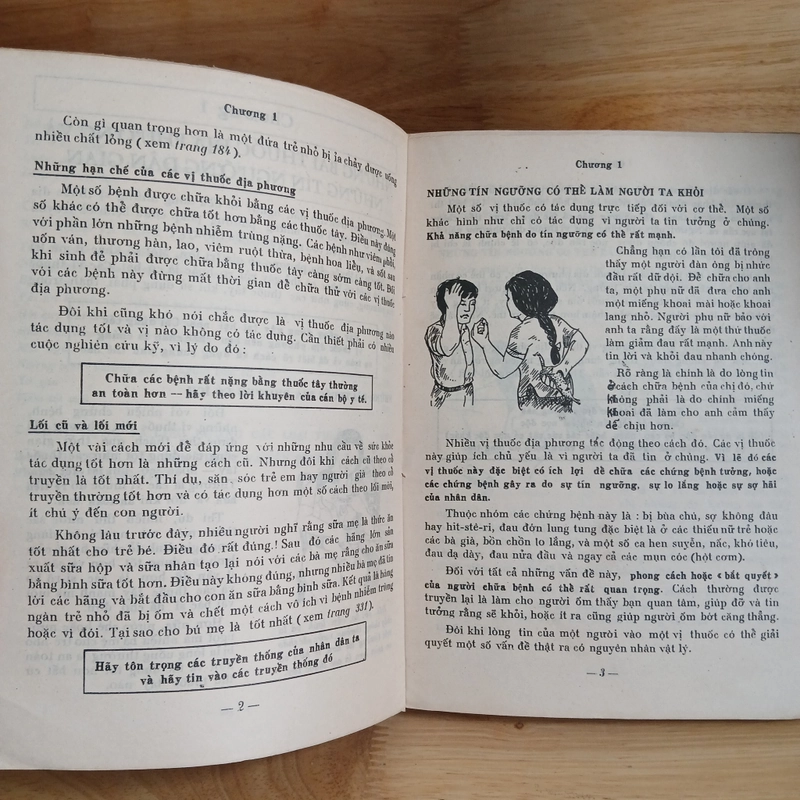 Chương 1
Còn gì quan trọng hơn là một đứa trẻ nhỏ bị ỉa chảy được uống
nhiều chất lỏng (xem trang 184).
Những hạn chế của các vị thuốc địa phương
Một số bệnh được chữa khỏi bằng các vị thuốc địa phương. Một
số khác có thể được chữa tốt hơn bằng các thuốc tây. Điều này đúng
với phần lớn những bệnh nhiễm trùng nặng. Các bệnh như viêm phổi,
uốn ván, thương hàn, lao, viêm ruột thừa, bệnh hoa liễu, và sốt sau
khi sinh đẻ phải được chữa bằng thuốc tây càng sớm càng tốt. Đối
với các bệnh này đừng mất thời gian để chữa thử với các vị thuốc
địa phương.
Đôi khi cũng khó nói chắc được là vị thuốc địa phương nào
tác dụng tốt và vị nào không có tác dụng. Cần thiết phải có nhiều
cuộc nghiên cứu kỹ, vì lý do đó :
Chữa các bệnh rất nặng bằng thuốc tây thường
an toàn hơn — hãy theo lời khuyên của cán bộ y tế.
Lối cũ và lối mới
Một vài cách mới để đáp ứng với những nhu cầu về sức khỏe
tác dụng tốt hơn là những cách cũ. Nhưng đôi khi cách cũ theo cổ
truyền là tốt nhất. Thí dụ, săn sóc trẻ em hay người già theo cổ
truyền thường tốt hơn và có tác dụng hơn một số cách theo lối mới,
ít chú ý đến con người.
Không lâu trước đây, nhiều người nghĩ rằng sữa mẹ là thức ăn
tốt nhất cho trẻ bé. Điều đó rất đúng.! Sau đó các hãng lớn sản
xuất sữa hộp và sữa nhân tạo lại nói với các bà mẹ rằng cho ăn sữa
bằng bình sữa tốt hơn. Điều này không đúng, nhưng nhiều bà mẹ đã tin
lời các hãng và bắt đầu cho con ăn sữa bằng bình sữa. Kết quả là hàng
ngàn trẻ nhỏ đã bị ốm và chết một cách vô ích vì bệnh nhiễm trùng
hoặc vì đói. Tại sao cho bú mẹ là tốt nhất (xem trang 331).
Hãy tôn trọng các truyền thống của nhân dân ta
và hãy tin vào các truyền thống đó
— 2 —
Chương 1
NHỮNG TÍN NGƯỠNG CÓ THỂ LÀM NGƯỜI TA KHỎI
Một số vị thuốc có tác dụng trực tiếp đối với cơ thể. Một số
khác hình như chỉ có tác dụng vì người ta tin tưởng ở chúng.
Khả năng chữa bệnh do tín ngưỡng có thể rất mạnh.
Chẳng hạn có lần tôi đã trông
thấy một người đàn ông bị nhức
đầu rất dữ dội. Để chữa cho anh
ta, một phụ nữ đã đưa cho anh
một miếng khoai mài hoặc khoai
lang nhỏ. Người phụ nữ bảo với
anh ta rằng đấy là một thứ thuốc
làm giảm đau rất mạnh. Anh này
tin lời và khỏi đau nhanh chóng.
Rõ ràng là chính là do lòng tin
ở cách chữa bệnh của chị đó, chứ
không phải là do chính miếng
khoai đã làm cho anh cảm thấy
dễ chịu hơn.
Nhiều vị thuốc địa phương tác động theo cách đó. Các vị thuốc
này giúp ích chủ yếu là vì người ta đã tin ở chúng. Vì lẽ đó các
vị thuốc này đặc biệt có ích lợi để chữa các chứng bệnh tưởng, hoặc
các chứng bệnh gây ra do sự tín ngưỡng, sự lo lắng hoặc sự sợ
hãi của nhân dân.
Thuộc nhóm các chứng bệnh này là : bị bùa chú, sợ không đâu
hay hit-stê-ri, đau đớn lung tung đặc biệt là ở các thiếu nữ trẻ hoặc
các bà già, bồn chồn lo lắng, và một số ca hen suyễn, nấc, khó tiêu,
đau dạ dày, đau nửa đầu và ngay cả các mụn cóc (hột cơm).
Đối với tất cả những vấn đề này, phong cách hoặc « bắt quyết »
của người chữa bệnh có thể rất quan trọng. Cách thường được
truyền lại là làm cho người ốm thấy bạn quan tâm, giúp đỡ và tin
tưởng rằng sẽ khỏi, hoặc ít ra cũng giúp người ốm bớt căng thẳng.
Đôi khi lòng tin của một người vào một vị thuốc có thể giải
quyết một số vấn đề thật ra có nguyên nhân vật lý.
— 3 —